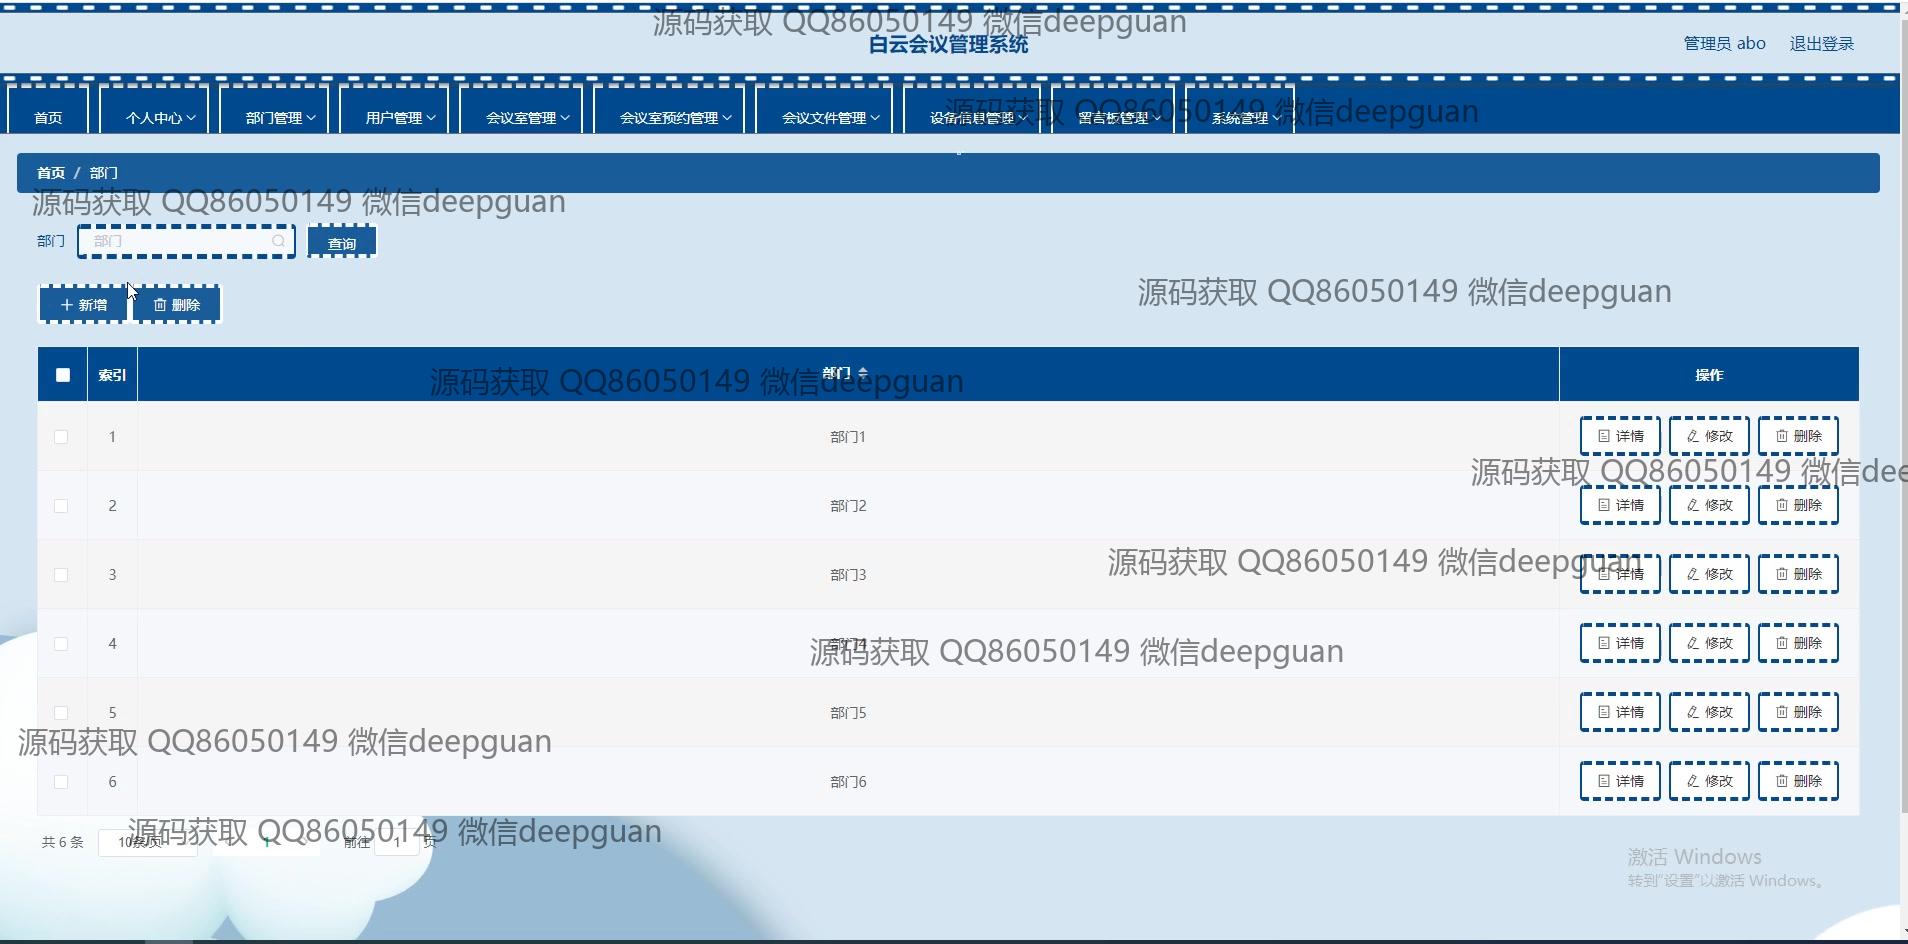 源码获取 QQ86050149 微信deepguan
白云会议管理系统
管理员 abo 退出登录
首页 个人中心 部门管理 用户管理 会议室管理 会议室预约管理 会议文件管理 设备信息管理 留言板管理 系统管理
源码获取 QQ86050149 微信deepguan
首页 / 部门
源码获取 QQ86050149 微信deepguan
部门 部门 查询
源码获取 QQ86050149 微信deepguan
新增 删除
索引 部门 操作
源码获取 QQ86050149 微信deepguan
1 部门1 详情 修改 删除
源码获取 QQ86050149 微信dee
2 部门2 详情 修改 删除
源码获取 QQ86050149 微信deepguan
3 部门3 详情 修改 删除
4 部门4 详情 修改 删除
源码获取 QQ86050149 微信deepguan
5 部门5 详情 修改 删除
源码获取 QQ86050149 微信deepguan
6 部门6 详情 修改 删除
源码获取 QQ86050149 微信deepguan
共 6 条 10条/页 1 前往 1 页
激活 Windows
转到"设置"以激活 Windows。